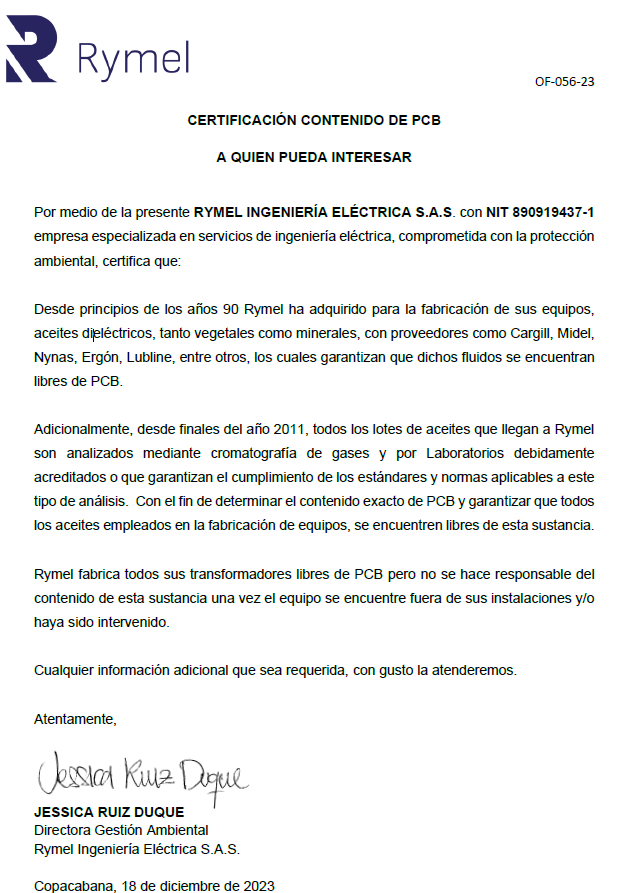 Rymel
OF-056-23
CERTIFICACIÓN CONTENIDO DE PCB
A QUIEN PUEDA INTERESAR
Por medio de la presente RYMEL INGENIERÍA ELÉCTRICA S.A.S. con NIT 890919437-1
empresa especializada en servicios de ingeniería eléctrica, comprometida con la protección
ambiental, certifica que:
Desde principios de los años 90 Rymel ha adquirido para la fabricación de sus equipos,
aceites dieléctricos, tanto vegetales como minerales, con proveedores como Cargill, Midel,
Nynas, Ergón, Lubline, entre otros, los cuales garantizan que dichos fluidos se encuentran
libres de PCB.
Adicionalmente, desde finales del año 2011, todos los lotes de aceites que llegan a Rymel
son analizados mediante cromatografía de gases y por Laboratorios debidamente
acreditados o que garantizan el cumplimiento de los estándares y normas aplicables a este
tipo de análisis. Con el fin de determinar el contenido exacto de PCB y garantizar que todos
los aceites empleados en la fabricación de equipos, se encuentren libres de esta sustancia.
Rymel fabrica todos sus transformadores libres de PCB pero no se hace responsable del
contenido de esta sustancia una vez el equipo se encuentre fuera de sus instalaciones y/o
haya sido intervenido.
Cualquier información adicional que sea requerida, con gusto la atenderemos.
Atentamente,
Jessica Ruiz Duque
JESSICA RUIZ DUQUE
Directora Gestión Ambiental
Rymel Ingeniería Eléctrica S.A.S.
Copacabana, 18 de diciembre de 2023